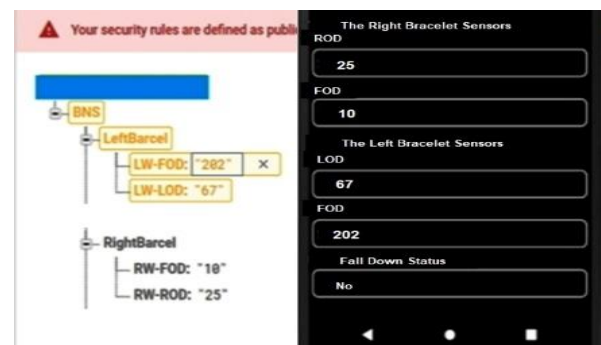 Your security rules are defined as public
BNS
LeftBarcel
LW-FOD: "202" ×
LW-LOD: "67"
RightBarcel
RW-FOD: "10"
RW-ROD: "25"
The Right Bracelet Sensors
ROD
25
FOD
10
The Left Bracelet Sensors
LOD
67
FOD
202
Fall Down Status
No